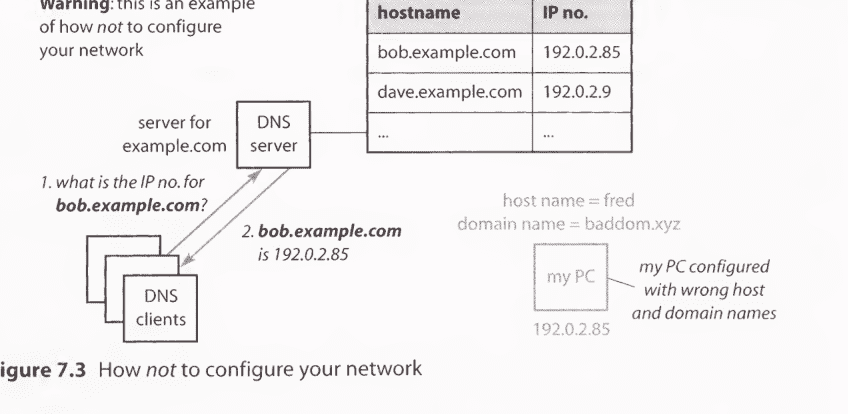 Warning: this is an example
of how not to configure
your network
hostname IP no.
bob.example.com 192.0.2.85
dave.example.com 192.0.2.9
... ...
server for
example.com
DNS
server
1. what is the IP no. for
bob.example.com?
2. bob.example.com
is 192.0.2.85
DNS
clients
host name = fred
domain name = baddom.xyz
my PC
192.0.2.85
my PC configured
with wrong host
and domain names
igure 7.3 How not to configure your network